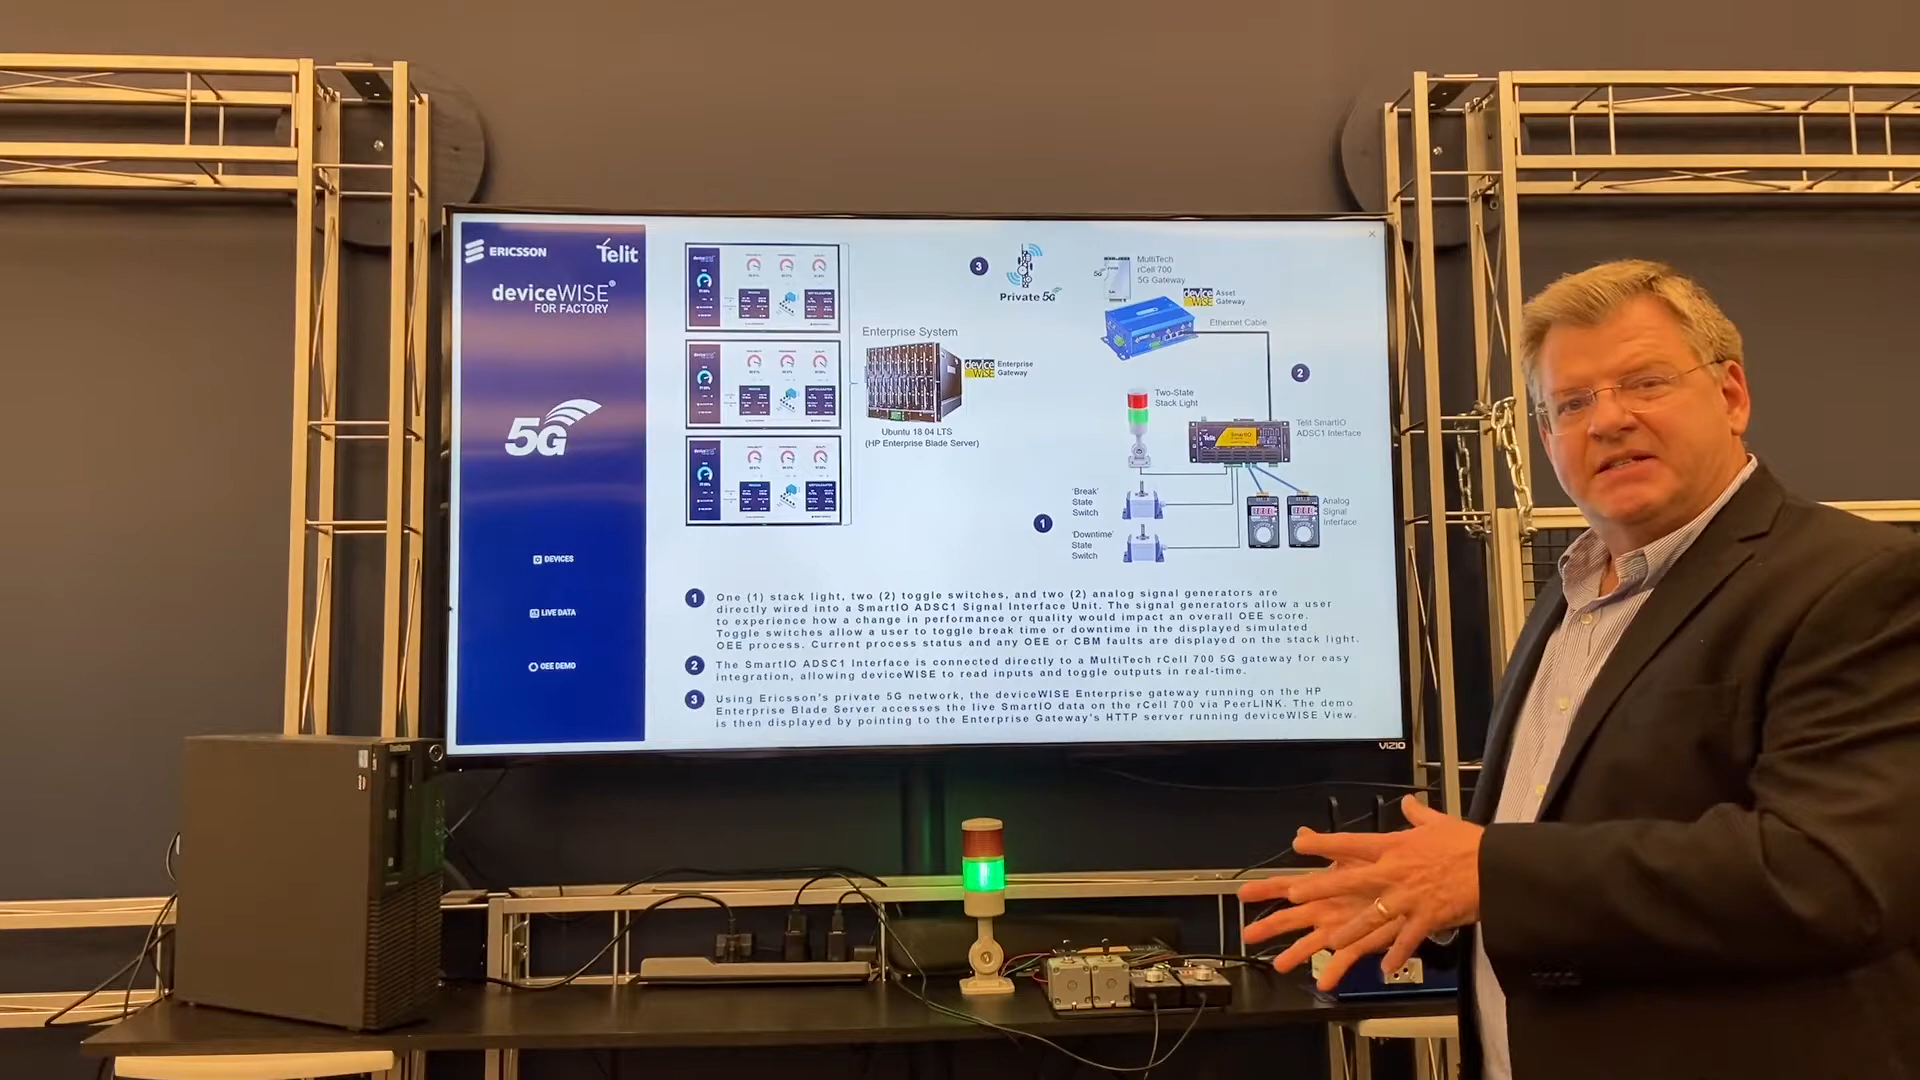 ERICSSON
Telit
deviceWISE®
FOR FACTORY
5G
DEVICES
LIVE DATA
OEE DEMO
Enterprise System
device WISE
Enterprise
Gateway
Ubuntu 18 04 LTS
(HP Enterprise Blade Server)
3
Private 5G
MultiTech
rCell 700
5G Gateway
device WISE
Asset
Gateway
Ethernet Cable
2
Two-State
Stack Light
Telit
SmartIO
Telit SmartIO
ADSC1 Interface
'Break'
State
Switch
1
'Downtime'
State
Switch
Analog
Signal
Interface
1 One (1) stack light, two (2) toggle switches, and two (2) analog signal generators are
directly wired into a SmartIO ADSC1 Signal Interface Unit. The signal generators allow a user
to experience how a change in performance or quality would impact an overall OEE score.
Toggle switches allow a user to toggle break time or downtime in the displayed simulated
OEE process. Current process status and any OEE or CBM faults are displayed on the stack light.
2 The SmartIO ADSC1 Interface is connected directly to a MultiTech rCell 700 5G gateway for easy
integration, allowing deviceWISE to read inputs and toggle outputs in real-time.
3 Using Ericsson's private 5G network, the deviceWISE Enterprise gateway running on the HP
Enterprise Blade Server accesses the live SmartIO data on the rCell 700 via PeerLINK. The demo
is then displayed by pointing to the Enterprise Gateway's HTTP server running deviceWISE View.
VIZIO